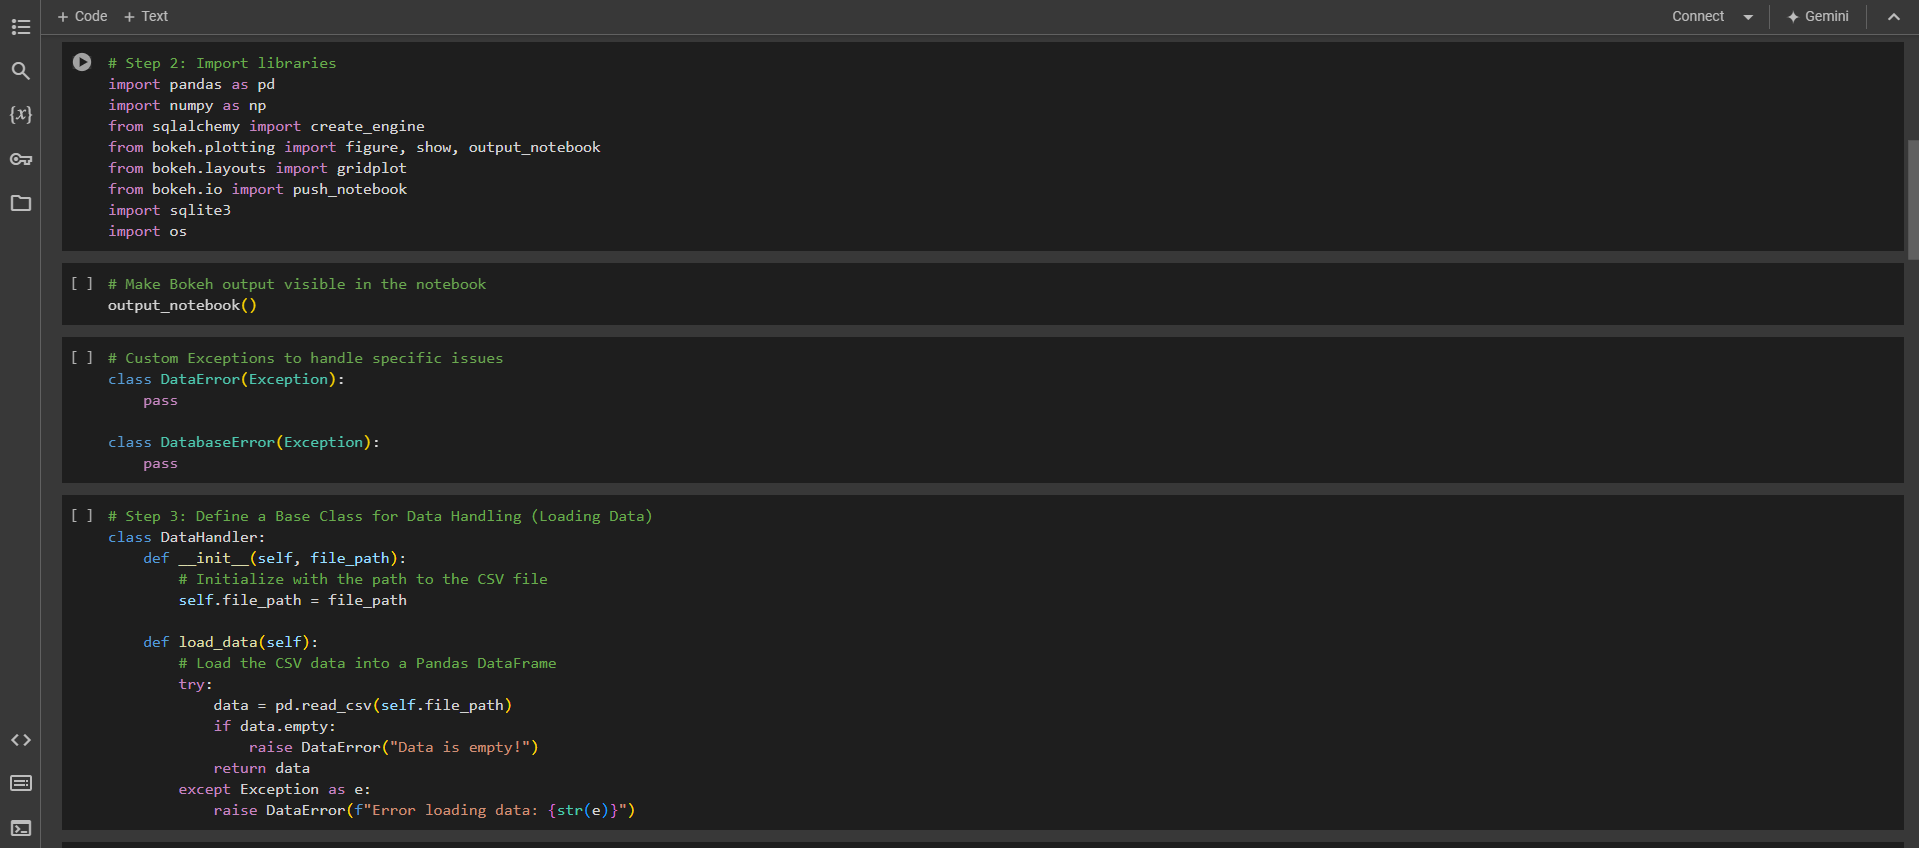 + Code + Text Connect Gemini
# Step 2: Import libraries
import pandas as pd
import numpy as np
from sqlalchemy import create_engine
from bokeh.plotting import figure, show, output_notebook
from bokeh.layouts import gridplot
from bokeh.io import push_notebook
import sqlite3
import os
[ ] # Make Bokeh output visible in the notebook
output_notebook()
[ ] # Custom Exceptions to handle specific issues
class DataError(Exception):
    pass
class DatabaseError(Exception):
    pass
[ ] # Step 3: Define a Base Class for Data Handling (Loading Data)
class DataHandler:
    def __init__(self, file_path):
        # Initialize with the path to the CSV file
        self.file_path = file_path
    def load_data(self):
        # Load the CSV data into a Pandas DataFrame
        try:
            data = pd.read_csv(self.file_path)
            if data.empty:
                raise DataError("Data is empty!")
            return data
        except Exception as e:
            raise DataError(f"Error loading data: {str(e)}")
{x}